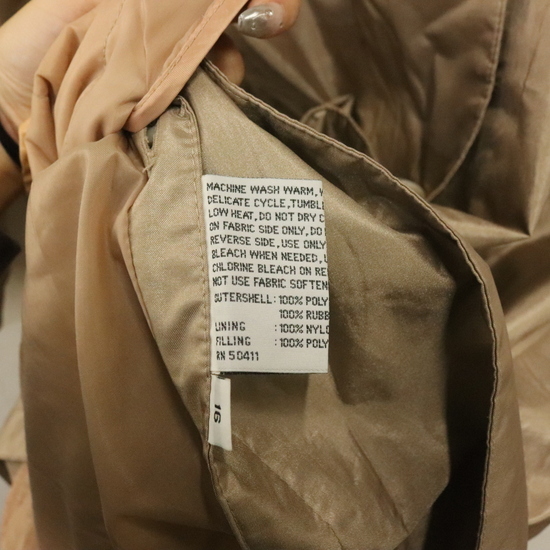 MACHINE WASH WARM,
DELICATE CYCLE,TUMBL
LOW HEAT,DO NOT DRY C
ON FABRIC SIDE ONLY,DO
REVERSE SIDE,USE ONLY
BLEACH WHEN NEEDED,
CHLORINE BLEACH ON RE
NOT USE FABRIC SOFTEN
OUTERSHELL:100% POLY
100% RUBB
LINING :100% NYLO
FILLING :100% POLY
RN 50411
16